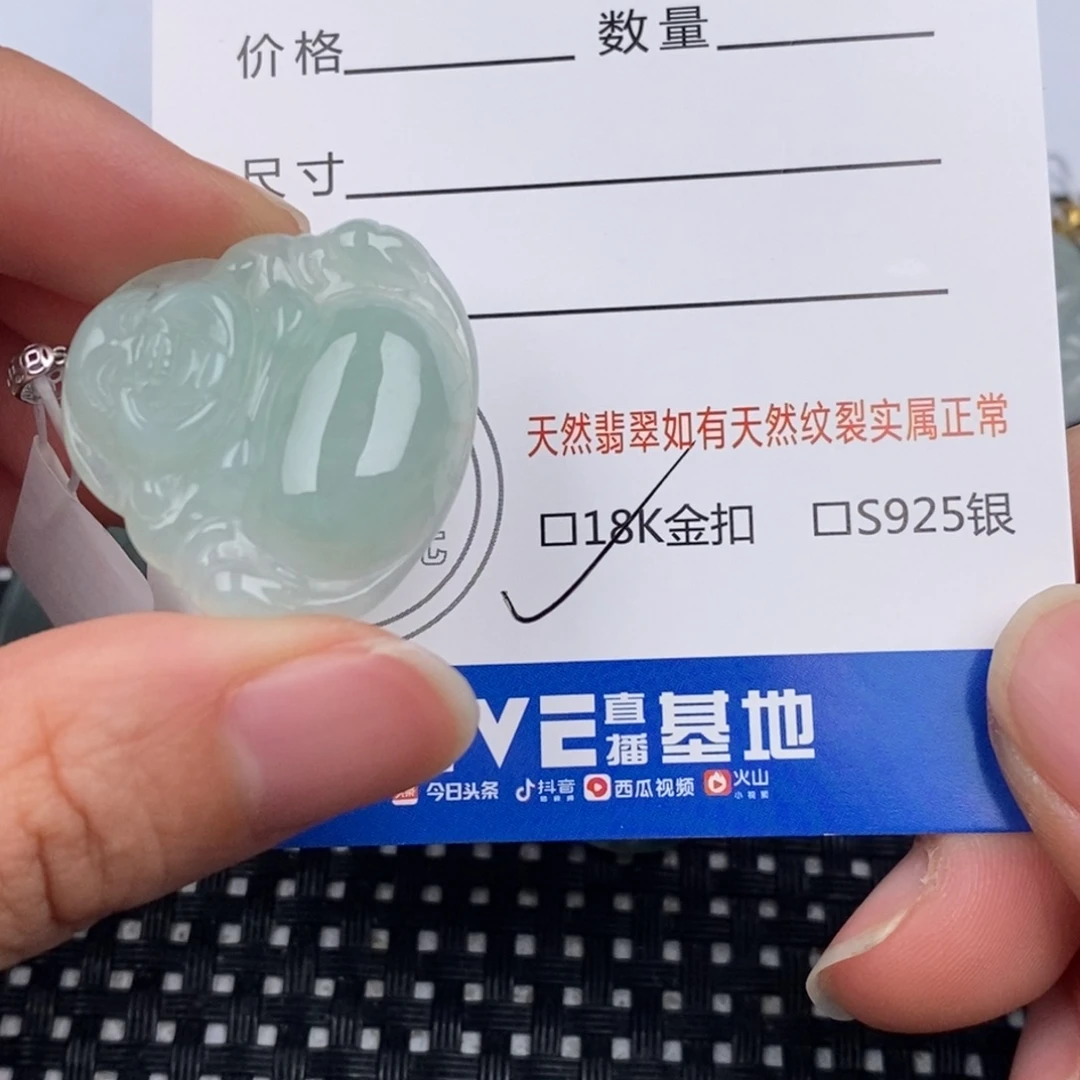 价格 数量
尺寸
天然翡翠如有天然纹裂实属正常
□18K金扣 □S925银
VE直播基地
今日头条 抖音 西瓜视频 火山